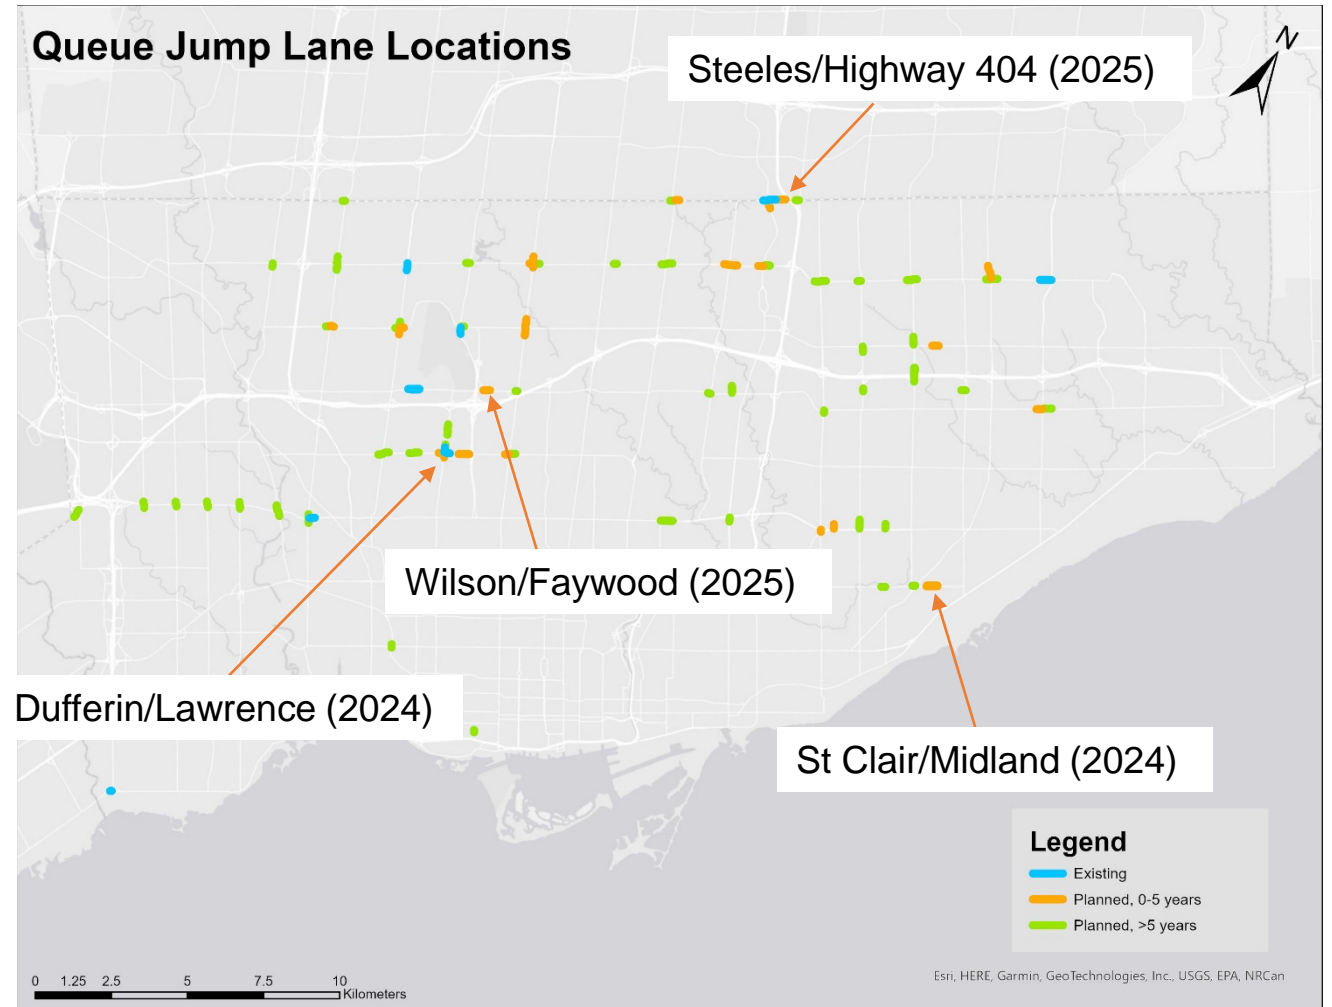 Queue Jump Lane Locations
N
Steeles/Highway 404 (2025)
Wilson/Faywood (2025)
Dufferin/Lawrence (2024)
St Clair/Midland (2024)
Legend
Existing
Planned, 0-5 years
Planned, >5 years
0 1.25 2.5 5 7.5 10
Kilometers
Esri, HERE, Garmin, GeoTechnologies, Inc., USGS, EPA, NRCan